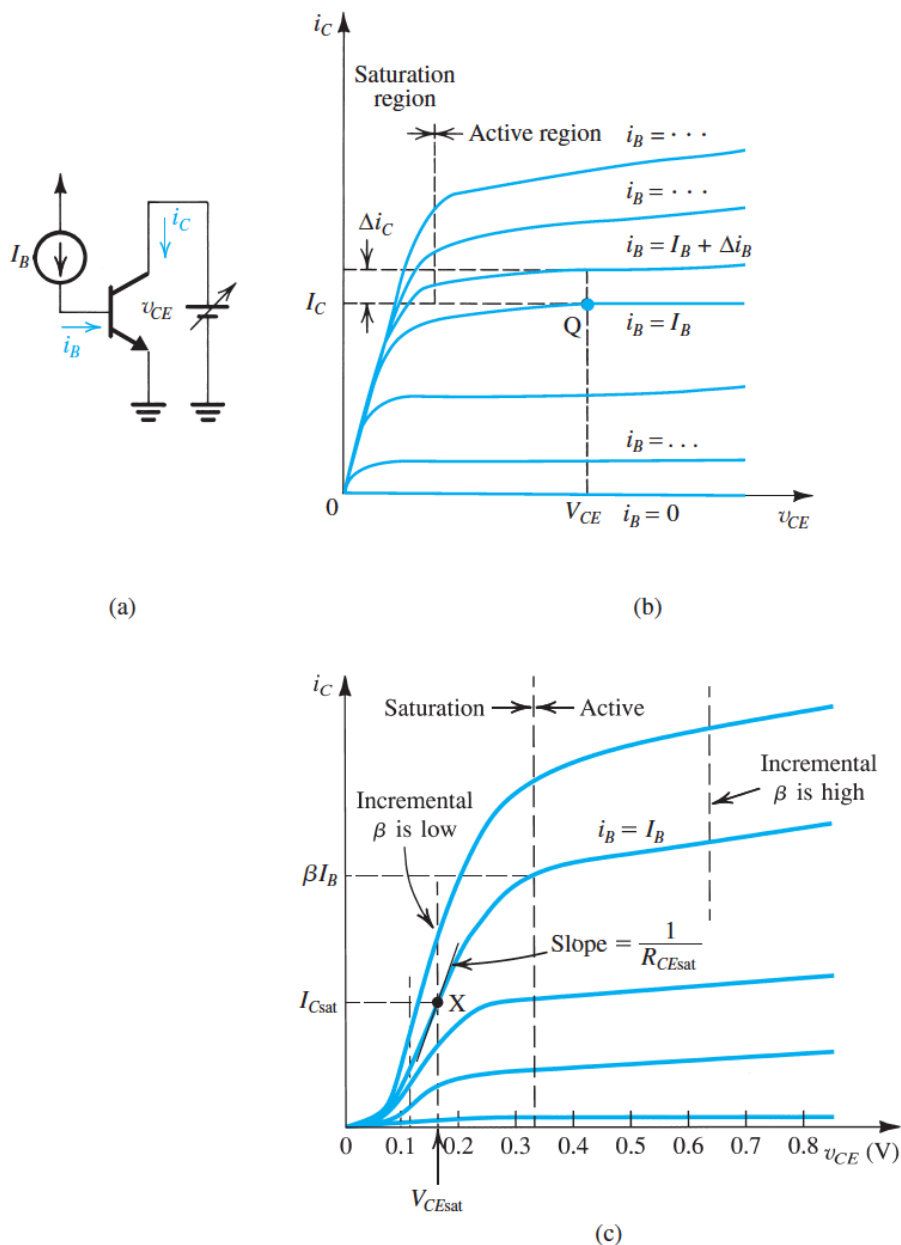 i_C
Saturation
region
Active region
i_B = · · ·
i_B = · · ·
Δi_C
i_B = I_B + Δi_B
I_C
Q
i_B = I_B
i_B = . . .
0
V_CE
i_B = 0
v_CE
I_B
i_C
v_CE
i_B
(a)
(b)
i_C
Saturation
Active
Incremental
β is low
Incremental
β is high
i_B = I_B
βI_B
Slope = 1/R_CEsat
I_Csat
X
0 0.1 0.2 0.3 0.4 0.5 0.6 0.7 0.8 v_CE (V)
V_CEsat
(c)